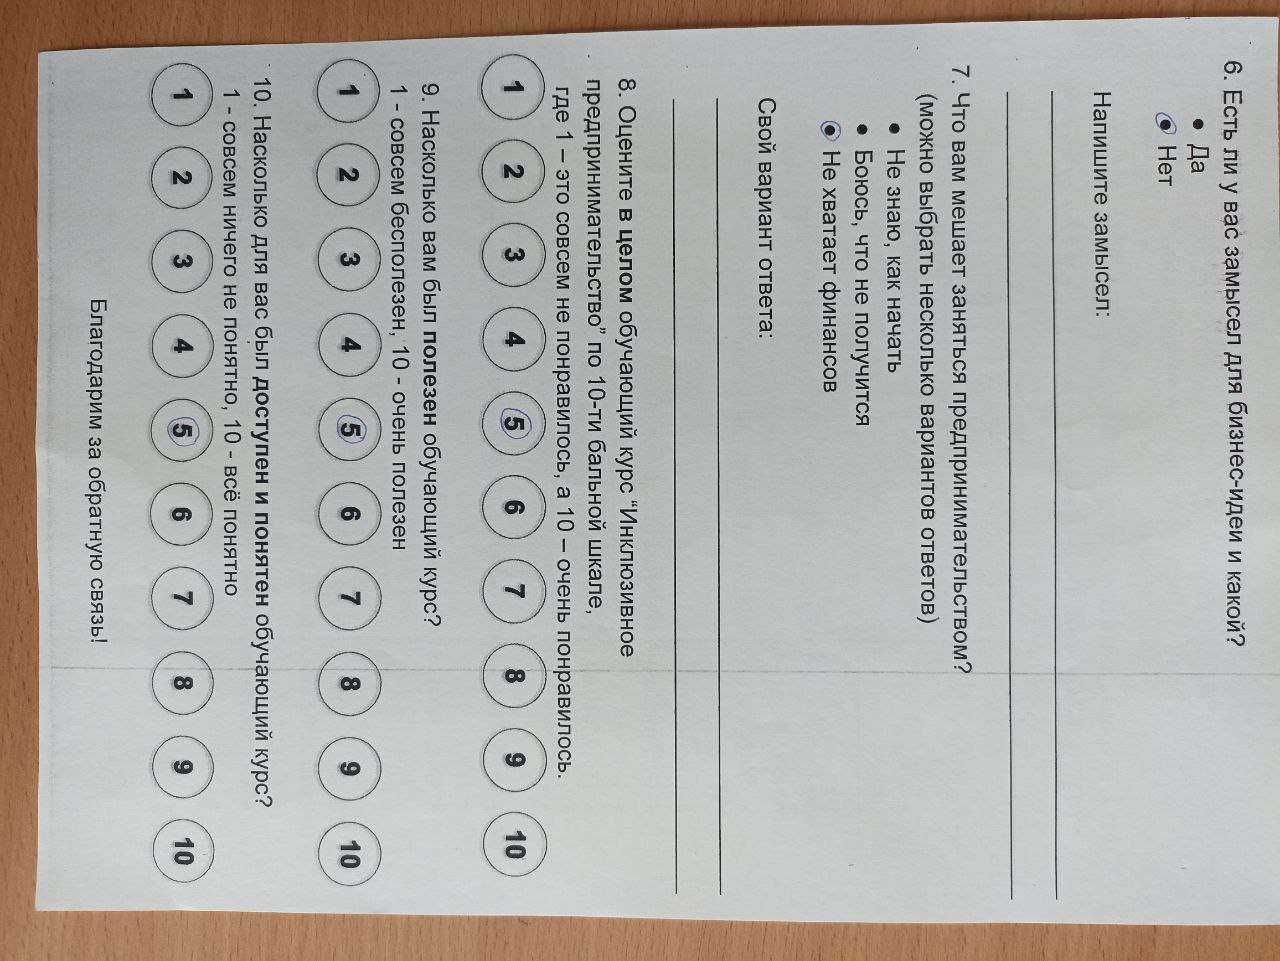 6. Есть ли у вас замысел для бизнес-идеи и какой?
● Да
● Нет
Напишите замысел:
7. Что вам мешает заняться предпринимательством?
(можно выбрать несколько вариантов ответов)
● Не знаю, как начать
● Боюсь, что не получится
● Не хватает финансов
Свой вариант ответа:
8. Оцените в целом обучающий курс “Инклюзивное
предпринимательство” по 10-ти бальной шкале,
где 1 – это совсем не понравилось, а 10 – очень понравилось.
1 2 3 4 5 6 7 8 9 10
9. Насколько вам был полезен обучающий курс?
1 - совсем бесполезен, 10 - очень полезен
1 2 3 4 5 6 7 8 9 10
10. Насколько для вас был доступен и понятен обучающий курс?
1 - совсем ничего не понятно, 10 - всё понятно
1 2 3 4 5 6 7 8 9 10
Благодарим за обратную связь!